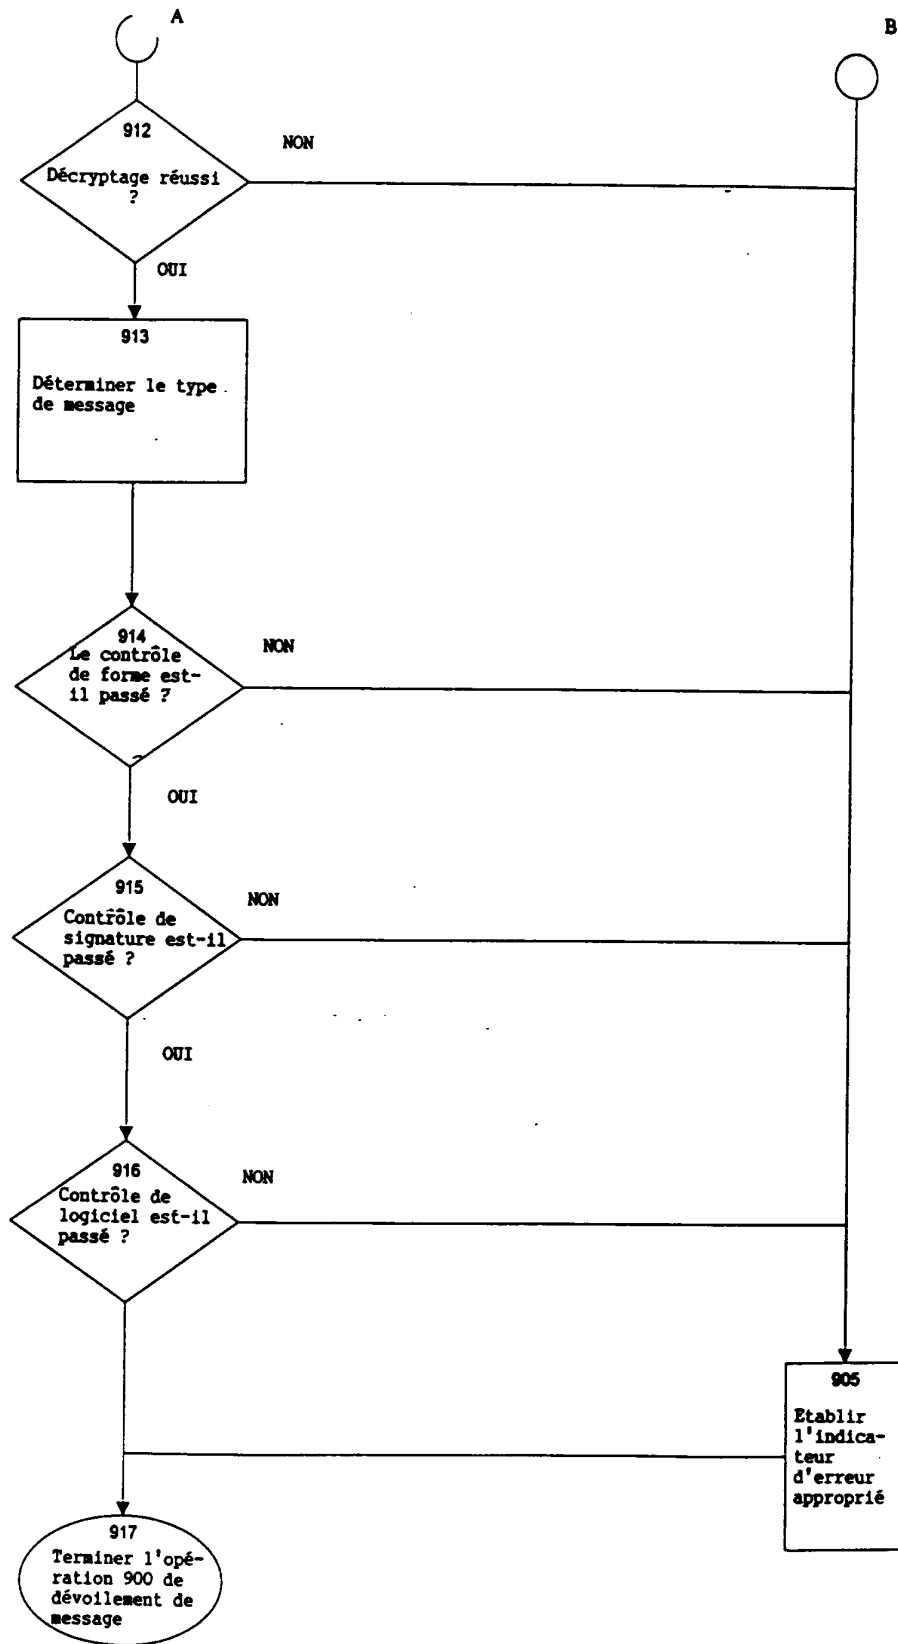 A
B
912
NON
Décryptage réussi
?
OUI
913
Déterminer le type
de message
914
NON
Le contrôle
de forme est-
il passé ?
OUI
915
NON
Contrôle de
signature est-il
passé ?
OUI
916
NON
Contrôle de
logiciel est-il
passé ?
905
Etablir
l'indica-
teur
d'erreur
approprié
917
Terminer l'opé-
ration 900 de
dévoilement de
message